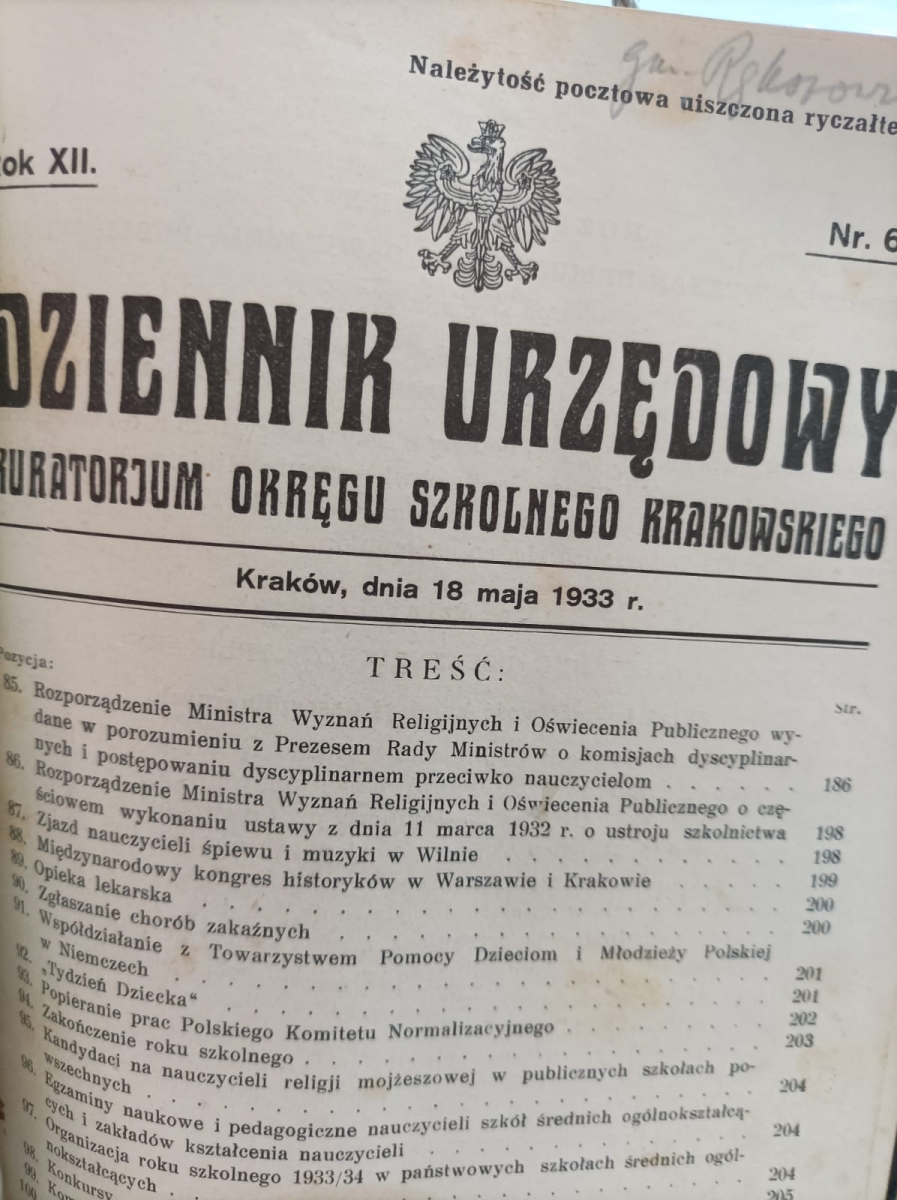 Należytość pocztowa uiszczona ryczałte
ok XII.
Nr. 6
DZIENNIK URZĘDOWY
KURATORJUM OKRĘGU SZKOLNEGO KRAKOWSKIEGO
Kraków, dnia 18 maja 1933 r.
TREŚĆ:
Pozycja: Str.
85. Rozporządzenie Ministra Wyznań Religijnych i Oświecenia Publicznego wy-
dane w porozumieniu z Prezesem Rady Ministrów o komisjach dyscyplinar-
nych i postępowaniu dyscyplinarnem przeciwko nauczycielom . . . . . . 186
86. Rozporządzenie Ministra Wyznań Religijnych i Oświecenia Publicznego o czę-
ściowem wykonaniu ustawy z dnia 11 marca 1932 r. o ustroju szkolnictwa 198
87. Zjazd nauczycieli śpiewu i muzyki w Wilnie . . . . . . . . . . . 198
88. Międzynarodowy kongres historyków w Warszawie i Krakowie . . . . . 199
89. Opieka lekarska . . . . . . . . . . . . . . . . . . 200
90. Zgłaszanie chorób zakaźnych . . . . . . . . . . . . . . 200
91. Współdziałanie z Towarzystwem Pomocy Dzieciom i Młodzieży Polskiej
w Niemczech . . . . . . . . . . . . . . . . . . . 201
92. „Tydzień Dziecka“ . . . . . . . . . . . . . . . . . 201
93. Popieranie prac Polskiego Komitetu Normalizacyjnego . . . . . . . 202
94. Zakończenie roku szkolnego . . . . . . . . . . . . . . 203
95. Kandydaci na nauczycieli religji mojżeszowej w publicznych szkołach po-
wszechnych . . . . . . . . . . . . . . . . . . . 204
96. Egzaminy naukowe i pedagogiczne nauczycieli szkół średnich ogólnokształcą-
cych i zakładów kształcenia nauczycieli . . . . . . . . . . . 204
97. Organizacja roku szkolnego 1933/34 w państwowych szkołach średnich ogól-
nokształcących . . . . . . . . . . . . . . . . . . 204
98. Konkursy 205
99.
100.